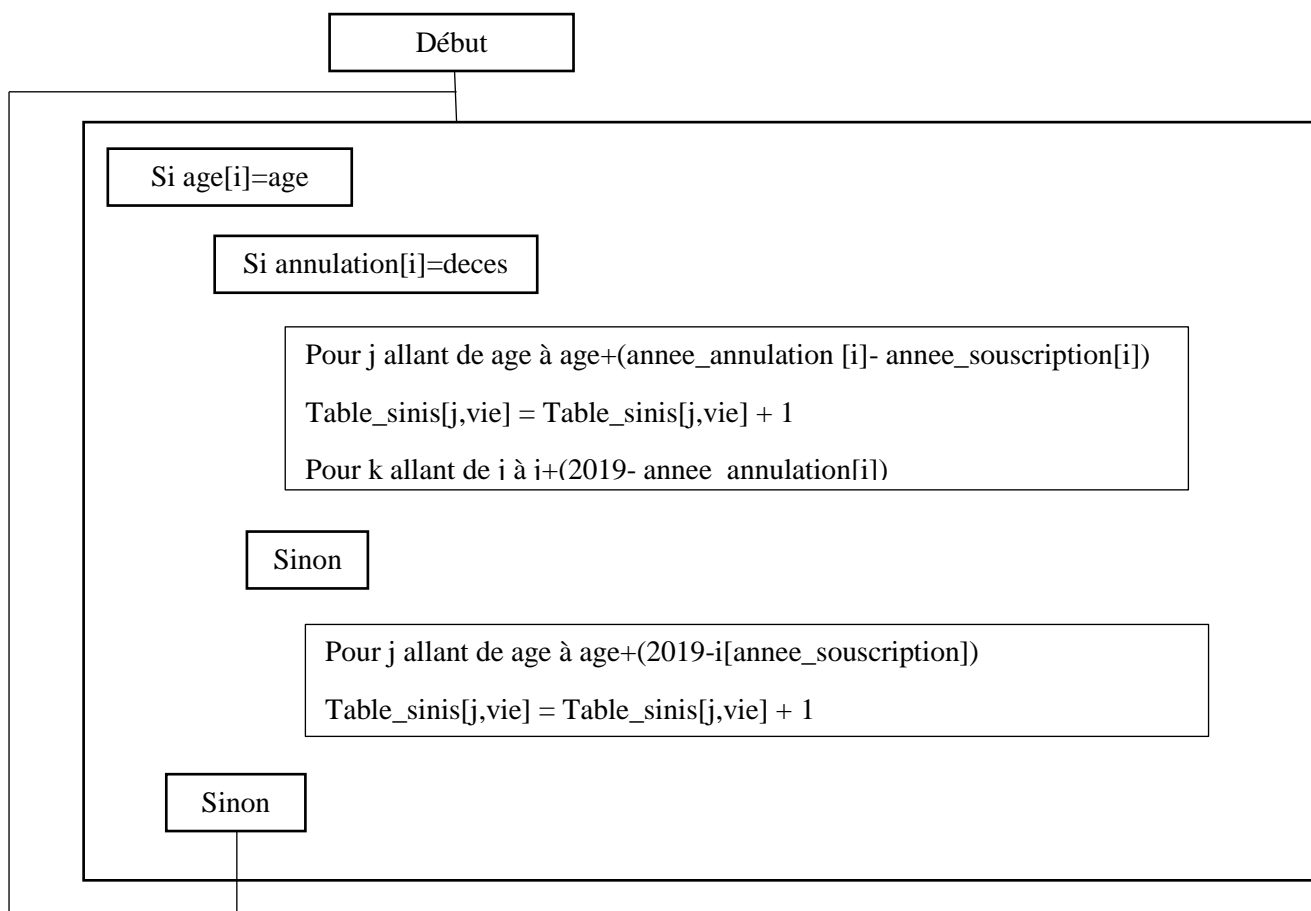 Début
Si age[i]=age
Si annulation[i]=deces
Pour j allant de age à age+(annee_annulation [i]- annee_souscription[i])
Table_sinis[j,vie] = Table_sinis[j,vie] + 1
Pour k allant de j à j+(2019- annee_annulation[i])
Sinon
Pour j allant de age à age+(2019-i[annee_souscription])
Table_sinis[j,vie] = Table_sinis[j,vie] + 1
Sinon